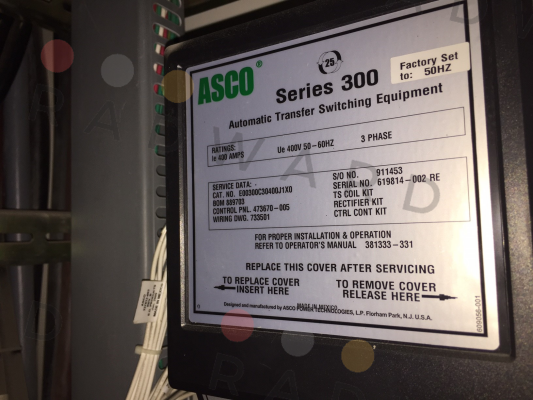 ASCO®
25
Series 300
Factory Set
to: 50HZ
Automatic Transfer Switching Equipment
RATINGS:
Ie 400 AMPS Ue 400V 50-60HZ 3 PHASE
SERVICE DATA: -
CAT. NO. E00300C30400J1XD
BOM 809703
CONTROL PNL. 473670-005
WIRING DWG. 733501
S/O NO. 911453
SERIAL NO. 619814-002 RE
TS COIL KIT
RECTIFIER KIT
CTRL CONT KIT
FOR PROPER INSTALLATION & OPERATION
REFER TO OPERATOR'S MANUAL 381333-331
REPLACE THIS COVER AFTER SERVICING
TO REPLACE COVER
INSERT HERE
TO REMOVE COVER
RELEASE HERE
MADE IN MEXICO
Designed and manufactured by ASCO POWER TECHNOLOGIES, L.P. Florham Park, N.J. U.S.A.